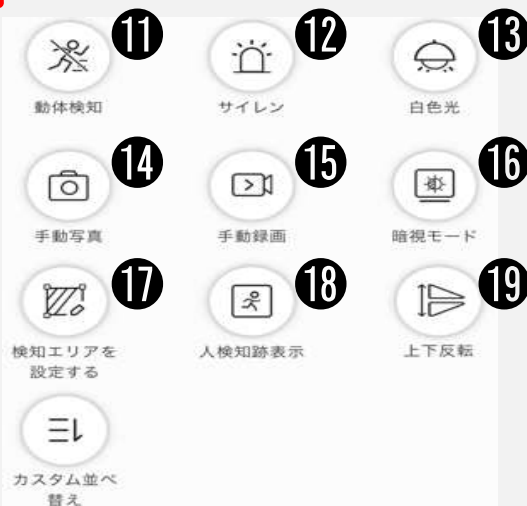 ⓫ ⓬ ⓭
動体検知 サイレン 白色光
⓮ ⓯ ⓰
手動写真 手動録画 暗視モード
⓱ ⓲ ⓳
検知エリアを 人検知跡表示 上下反転
設定する
カスタム並べ
替え